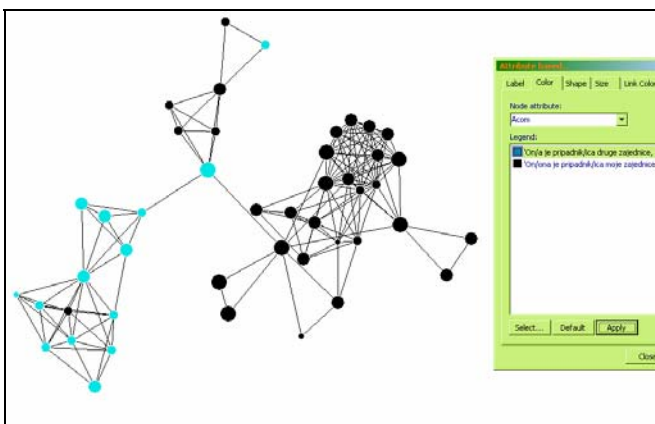 Attribute based
Label Color Shape Size Link Color
Node attribute:
Acom
Legend:
'On/a je pripadnik/ica druge zajednice,
'On/ona je pripadnik/ica moje zajednice
Select... Default Apply
Close